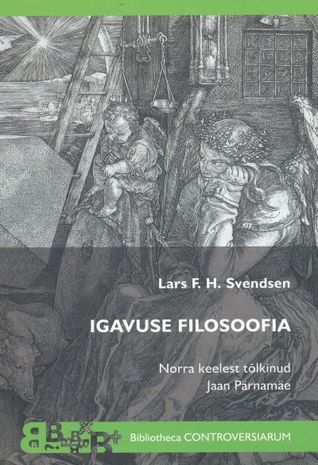 Lars F. H. Svendsen
IGAVUSE FILOSOOFIA
Norra keelest tõlkinud
Jaan Pärnamäe
Bibliotheca CONTROVERSIARUM